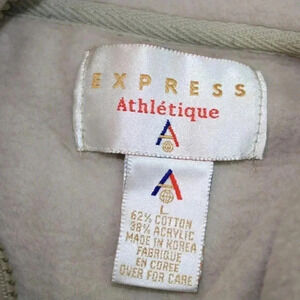 EXPRESS
Athlétique
A
A
L
62% COTTON
38% ACRYLIC
MADE IN KOREA
FABRIQUE
EN COREE
OVER FOR CARE